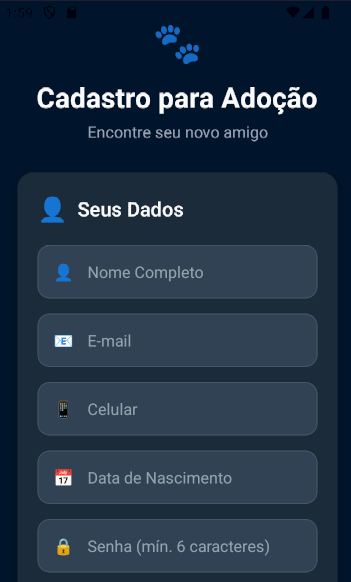 1:59
Cadastro para Adoção
Encontre seu novo amigo
Seus Dados
Nome Completo
E-mail
Celular
Data de Nascimento
Senha (mín. 6 caracteres)